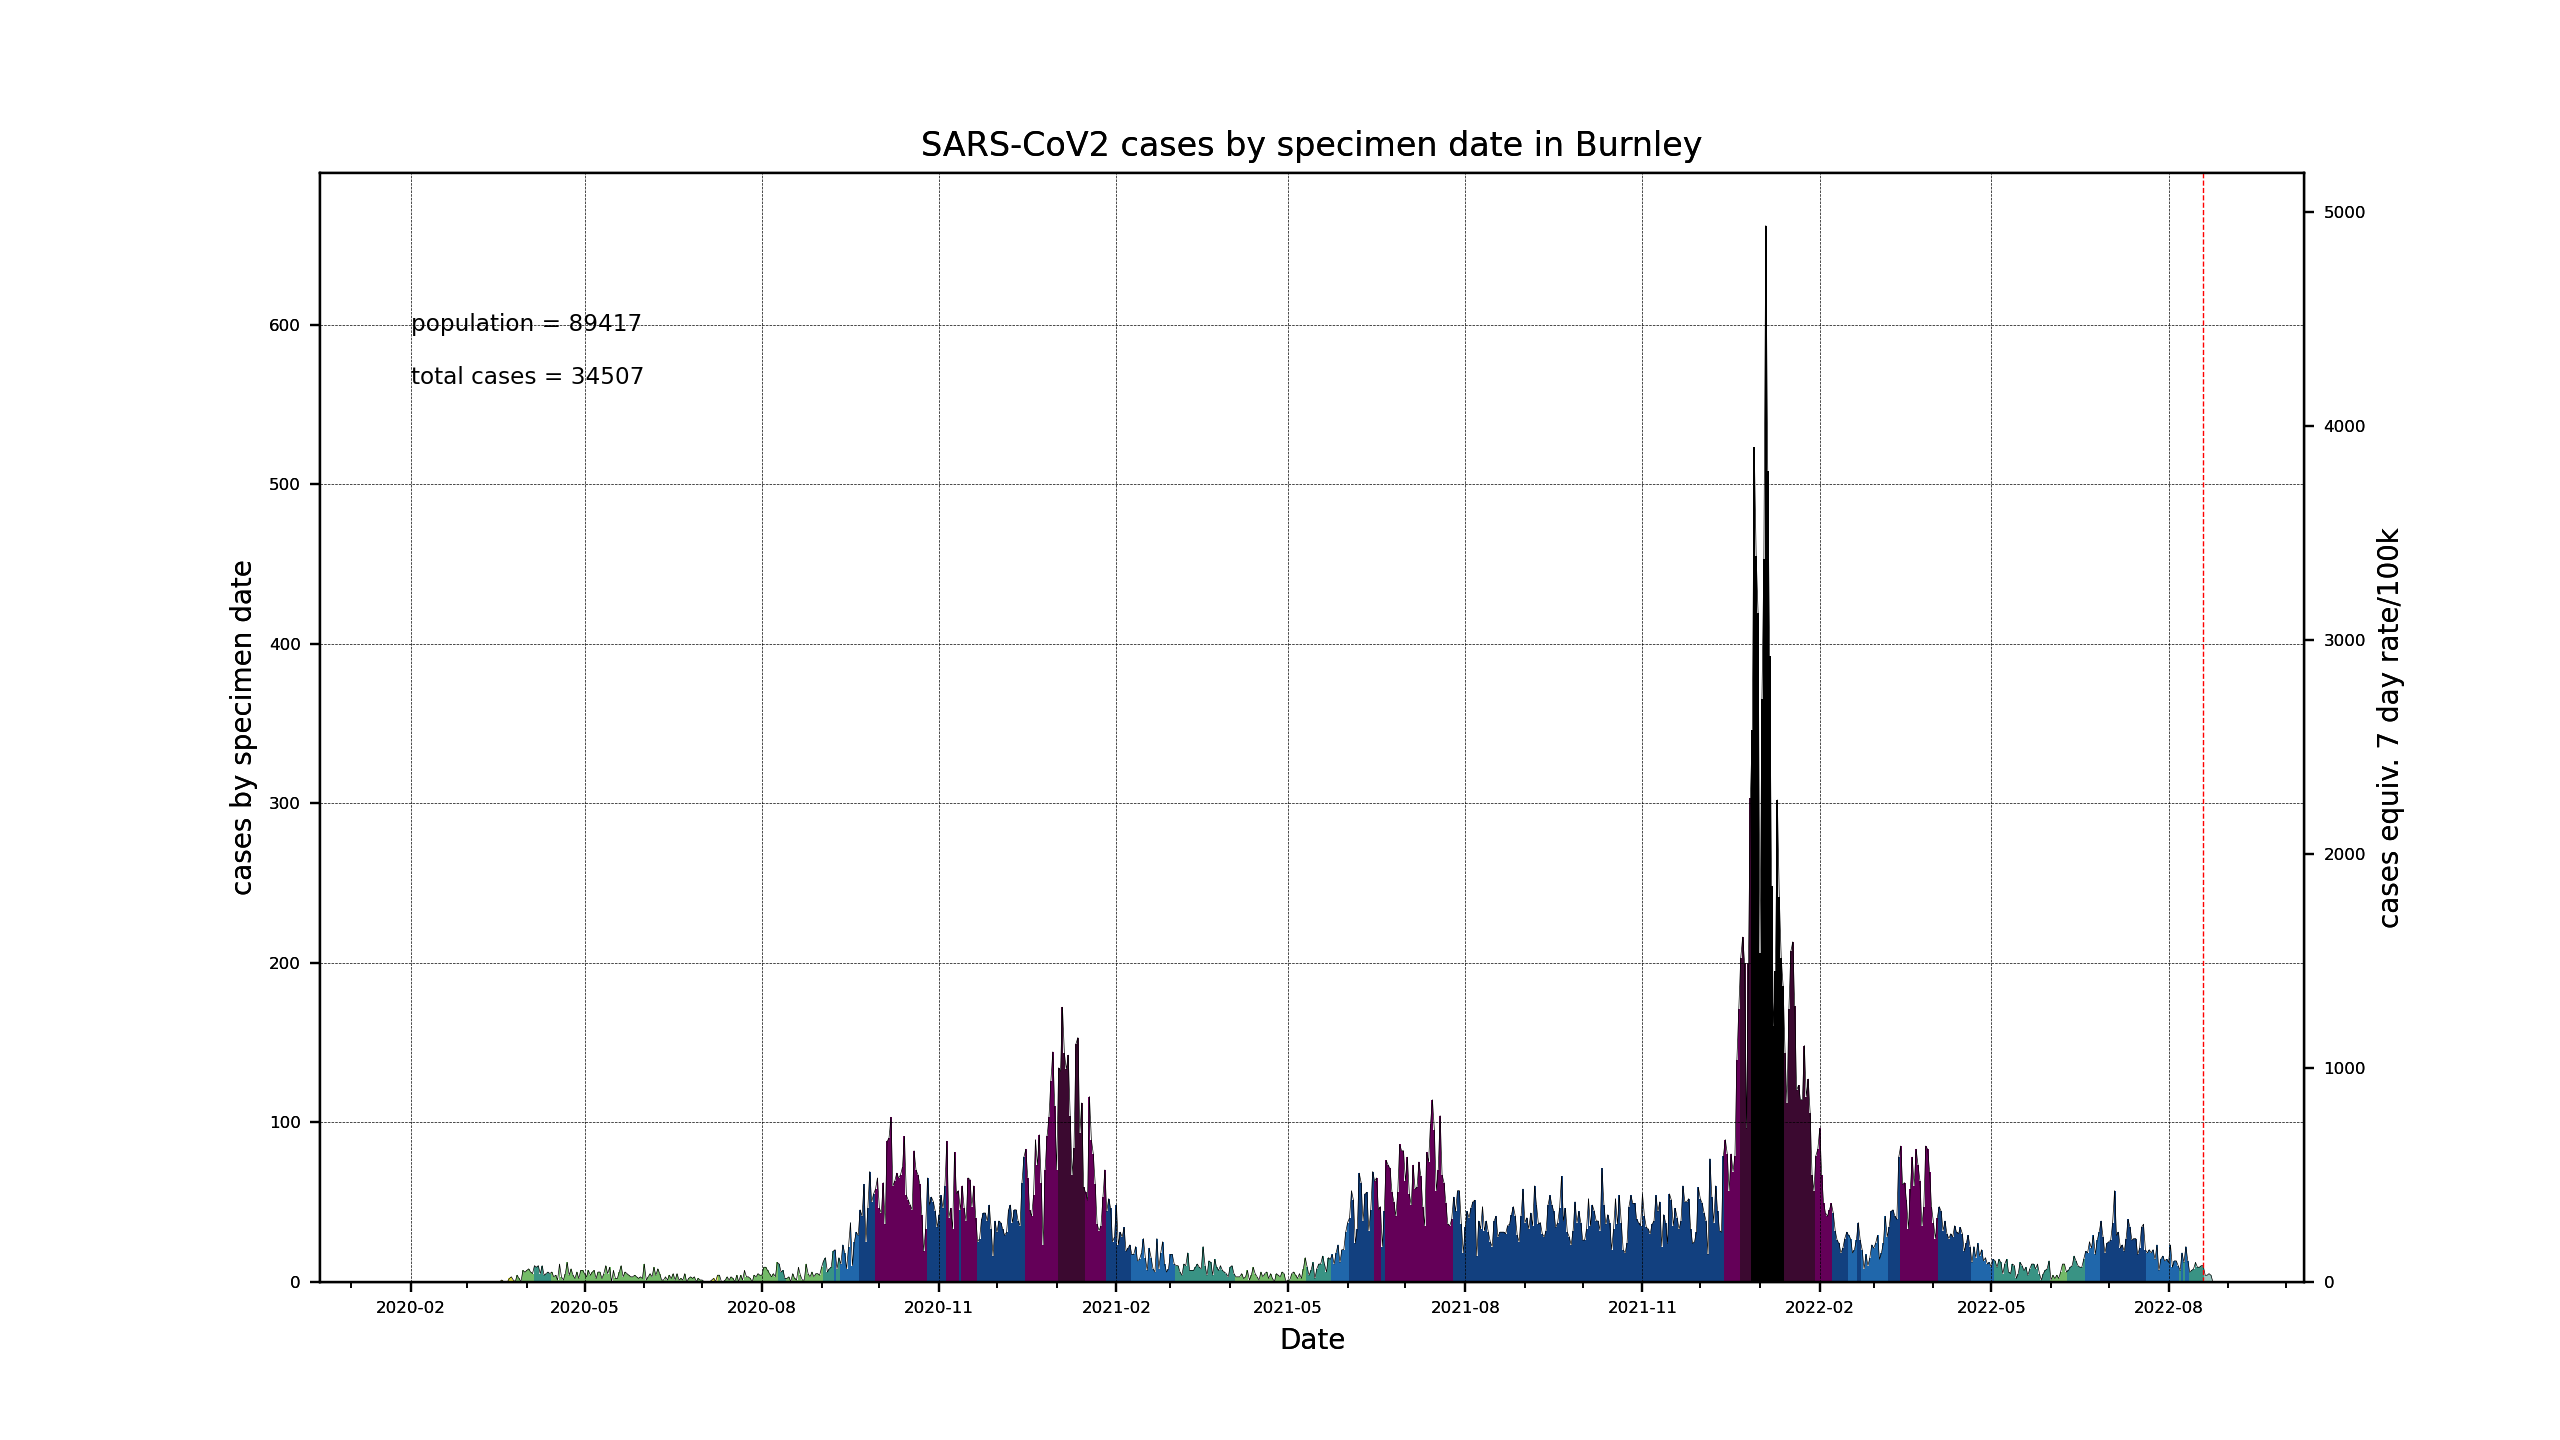 SARS-CoV2 cases by specimen date in Burnley
population = 89417
total cases = 34507
cases by specimen date
600
500
400
300
200
100
0
5000
4000
3000
2000
1000
0
cases equiv. 7 day rate/100k
2020-02 2020-05 2020-08 2020-11 2021-02 2021-05 2021-08 2021-11 2022-02 2022-05 2022-08
Date